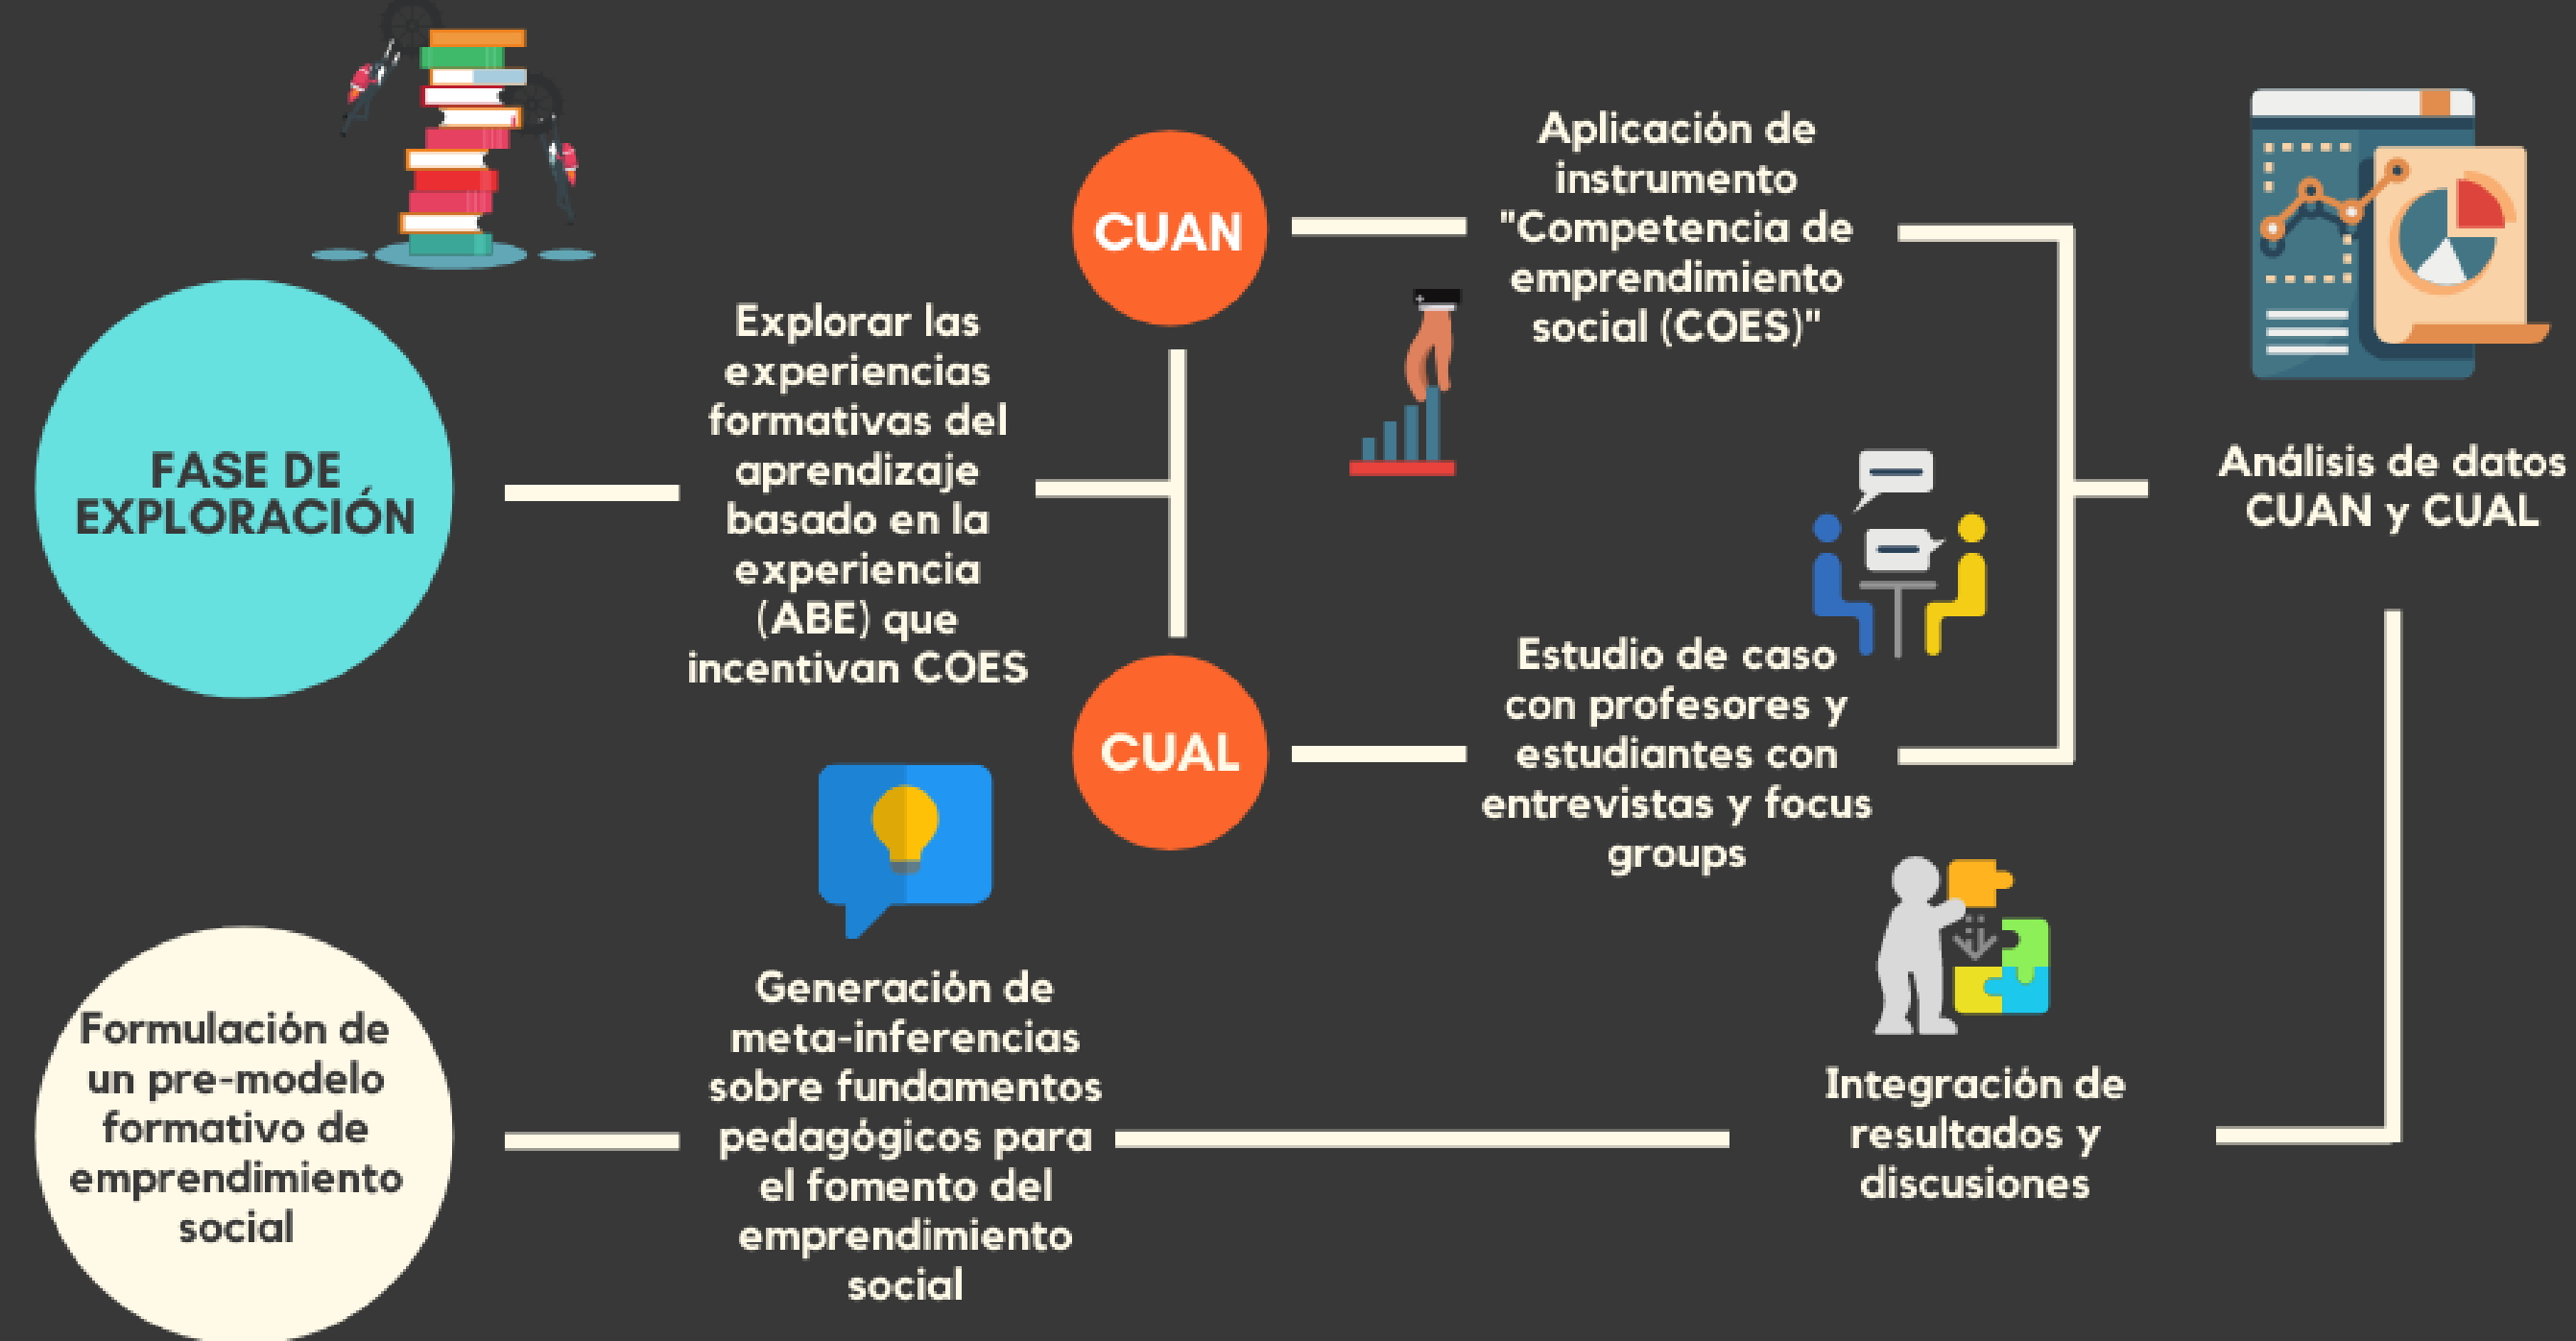 FASE DE
EXPLORACIÓN
Explorar las
experiencias
formativas del
aprendizaje
basado en la
experiencia
(ABE) que
incentivan COES
CUAN
Aplicación de
instrumento
"Competencia de
emprendimiento
social (COES)"
CUAL
Estudio de caso
con profesores y
estudiantes con
entrevistas y focus
groups
Análisis de datos
CUAN y CUAL
Integración de
resultados y
discusiones
Generación de
meta-inferencias
sobre fundamentos
pedagógicos para
el fomento del
emprendimiento
social
Formulación de
un pre-modelo
formativo de
emprendimiento
social